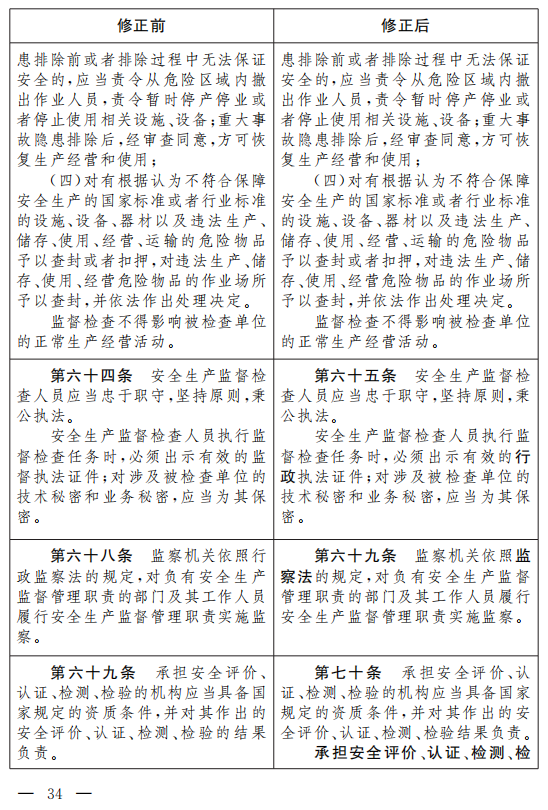 修正前
患排除前或者排除过程中无法保证
安全的,应当责令从危险区域内撤
出作业人员,责令暂时停产停业或
者停止使用相关设施、设备;重大事
故隐患排除后,经审查同意,方可恢
复生产经营和使用;
(四)对有根据认为不符合保障
安全生产的国家标准或者行业标准
的设施、设备、器材以及违法生产、
储存、使用、经营、运输的危险物品
予以查封或者扣押,对违法生产、储
存、使用、经营危险物品的作业场所
予以查封,并依法作出处理决定。
监督检查不得影响被检查单位
的正常生产经营活动。
修正后
患排除前或者排除过程中无法保证
安全的,应当责令从危险区域内撤
出作业人员,责令暂时停产停业或
者停止使用相关设施、设备;重大事
故隐患排除后,经审查同意,方可恢
复生产经营和使用;
(四)对有根据认为不符合保障
安全生产的国家标准或者行业标准
的设施、设备、器材以及违法生产、
储存、使用、经营、运输的危险物品
予以查封或者扣押,对违法生产、储
存、使用、经营危险物品的作业场所
予以查封,并依法作出处理决定。
监督检查不得影响被检查单位
的正常生产经营活动。
第六十四条 安全生产监督检
查人员应当忠于职守,坚持原则,秉
公执法。
安全生产监督检查人员执行监
督检查任务时,必须出示有效的监
督执法证件;对涉及被检查单位的
技术秘密和业务秘密,应当为其保
密。
第六十五条 安全生产监督检
查人员应当忠于职守,坚持原则,秉
公执法。
安全生产监督检查人员执行监
督检查任务时,必须出示有效的行
政执法证件;对涉及被检查单位的
技术秘密和业务秘密,应当为其保
密。
第六十八条 监察机关依照行
政监察法的规定,对负有安全生产
监督管理职责的部门及其工作人员
履行安全生产监督管理职责实施监
察。
第六十九条 监察机关依照监
察法的规定,对负有安全生产监督
管理职责的部门及其工作人员履行
安全生产监督管理职责实施监察。
第六十九条 承担安全评价、
认证、检测、检验的机构应当具备国
家规定的资质条件,并对其作出的
安全评价、认证、检测、检验的结果
负责。
第七十条 承担安全评价、认
证、检测、检验的机构应当具备国家
规定的资质条件,并对其作出的安
全评价、认证、检测、检验结果负责。
承担安全评价、认证、检测、检
— 34 —